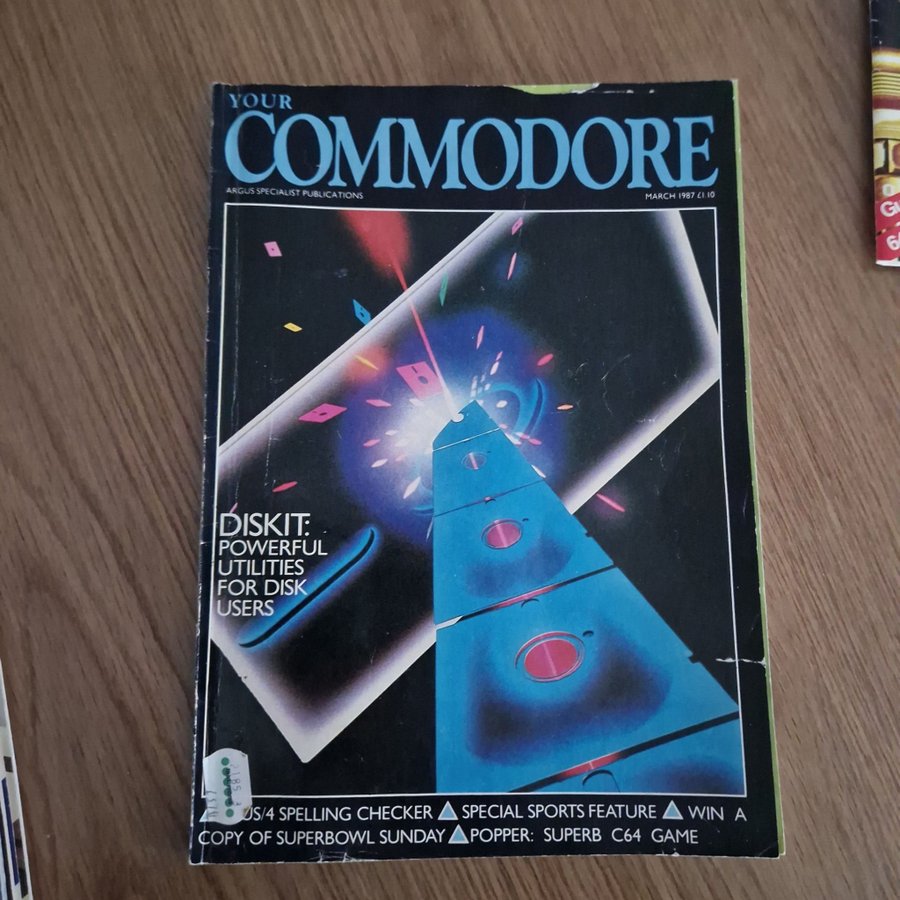 YOUR
COMMODORE
ARGUS SPECIALIST PUBLICATIONS
MARCH 1987 £1.10
DISKIT:
POWERFUL
UTILITIES
FOR DISK
USERS
US/4 SPELLING CHECKER SPECIAL SPORTS FEATURE WIN A
COPY OF SUPERBOWL SUNDAY POPPER: SUPERB C64 GAME